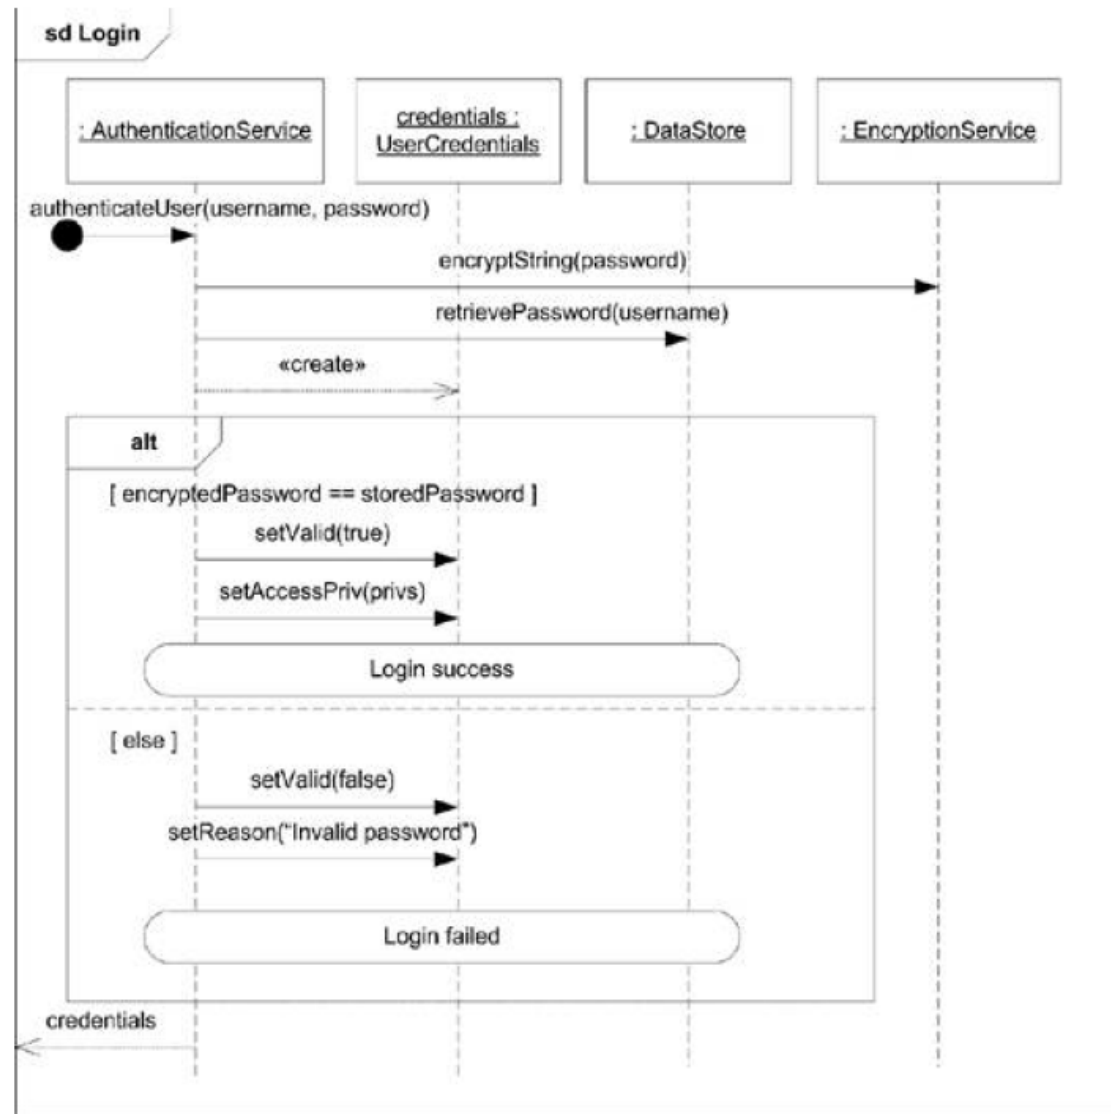 sd Login
: AuthenticationService
credentials :
UserCredentials
: DataStore
: EncryptionService
authenticateUser(username, password)
encryptString(password)
retrievePassword(username)
«create»
alt
[ encryptedPassword == storedPassword ]
setValid(true)
setAccessPriv(privs)
Login success
[ else ]
setValid(false)
setReason("Invalid password")
Login failed
credentials